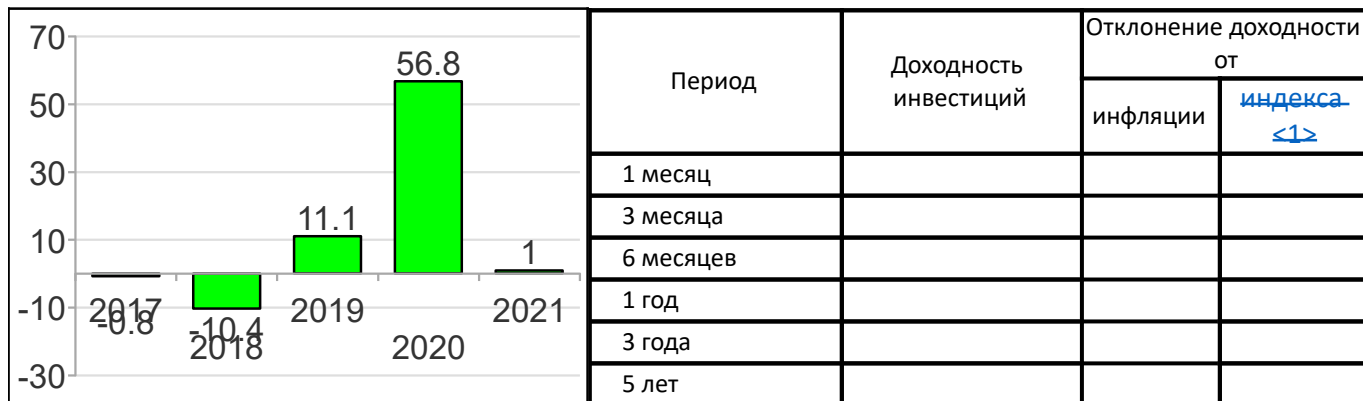 70
50
30
10
-10
-30
56.8
11.1
1
-0.8
-10.4
2017
2018
2019
2020
2021
Период
Доходность
инвестиций
Отклонение доходности
от
инфляции
индекса
<1>
1 месяц
3 месяца
6 месяцев
1 год
3 года
5 лет